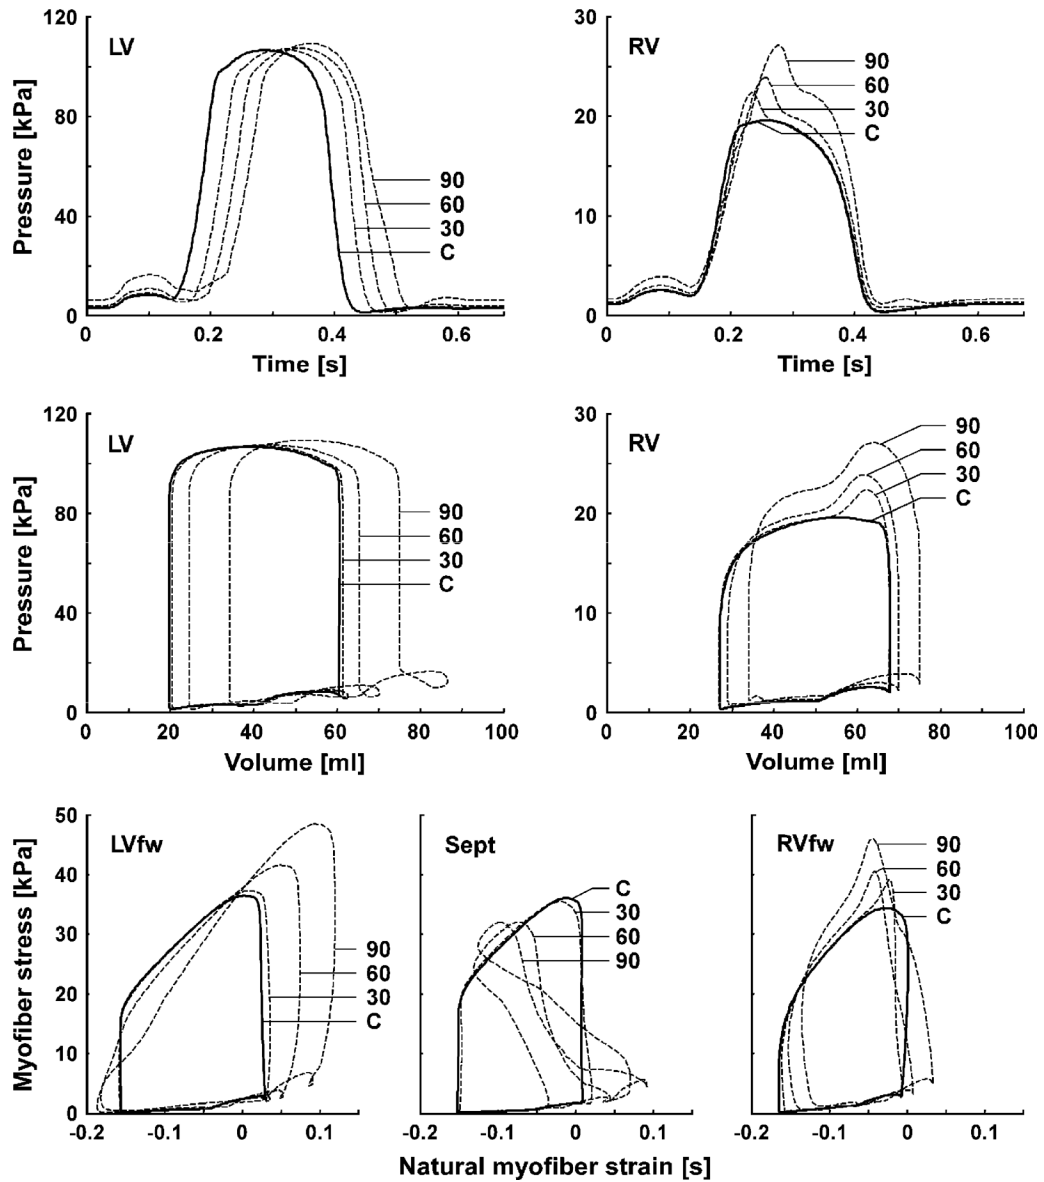 120 LV 30 RV
90
80 60
20 30
90 C
60
40 10
30
C
0 0
0 0.2 0.4 0.6 0 0.2 0.4 0.6
Time [s] Time [s]
Pressure [kPa]
120 LV 30 RV 90
60
30
80 90 20 C
60
30
40 C 10
0 0
0 20 40 60 80 100 0 20 40 60 80 100
Volume [ml] Volume [ml]
Pressure [kPa]
50 LVfw Sept RVfw 90
40 C 60
30 30
30 90 60 C
60 90
20 30
C
10
0
-0.2 -0.1 0 0.1 -0.2 -0.1 0 0.1 -0.2 -0.1 0 0.1
Natural myofiber strain [s]
Myofiber stress [kPa]